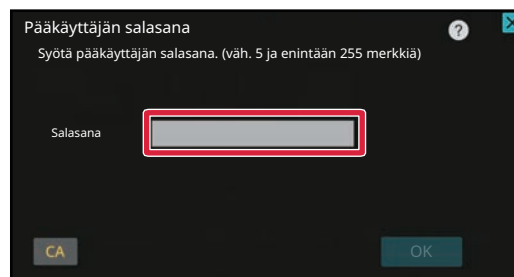 Pääkäyttäjän salasana
?
Syötä pääkäyttäjän salasana. (väh. 5 ja enintään 255 merkkiä)
Salasana
CA
OK